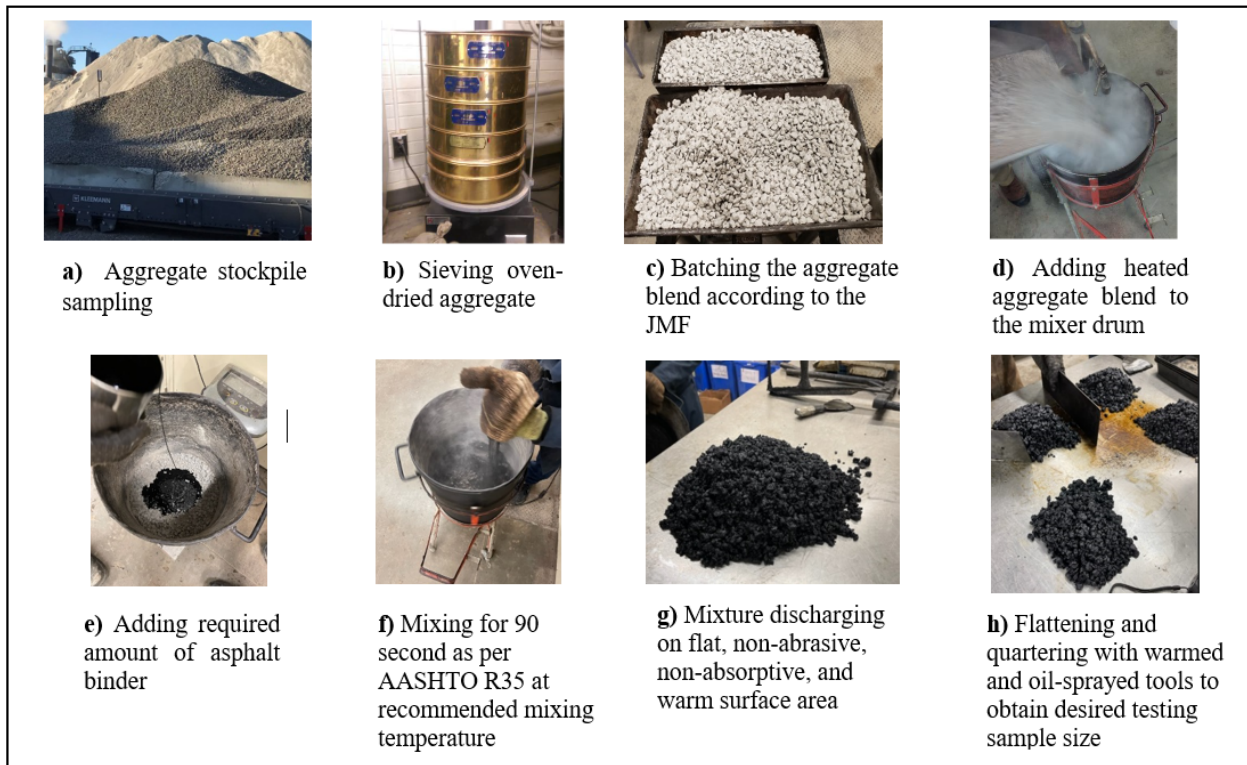 KLEEMANN
a) Aggregate stockpile
sampling
b) Sieving oven-
dried aggregate
c) Batching the aggregate
blend according to the
JMF
d) Adding heated
aggregate blend to
the mixer drum
e) Adding required
amount of asphalt
binder
f) Mixing for 90
second as per
AASHTO R35 at
recommended mixing
temperature
g) Mixture discharging
on flat, non-abrasive,
non-absorptive, and
warm surface area
h) Flattening and
quartering with warmed
and oil-sprayed tools to
obtain desired testing
sample size